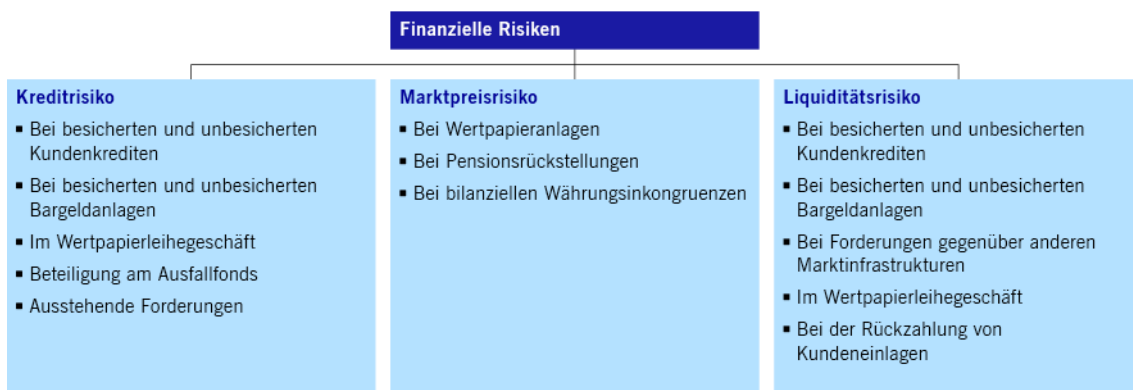 Finanzielle Risiken
Kreditrisiko
▪ Bei besicherten und unbesicherten
Kundenkrediten
▪ Bei besicherten und unbesicherten
Bargeldanlagen
▪ Im Wertpapierleihegeschäft
▪ Beteiligung am Ausfallfonds
▪ Ausstehende Forderungen
Marktpreisrisiko
▪ Bei Wertpapieranlagen
▪ Bei Pensionsrückstellungen
▪ Bei bilanziellen Währungsinkongruenzen
Liquiditätsrisiko
▪ Bei besicherten und unbesicherten
Kundenkrediten
▪ Bei besicherten und unbesicherten
Bargeldanlagen
▪ Bei Forderungen gegenüber anderen
Marktinfrastrukturen
▪ Im Wertpapierleihegeschäft
▪ Bei der Rückzahlung von
Kundeneinlagen